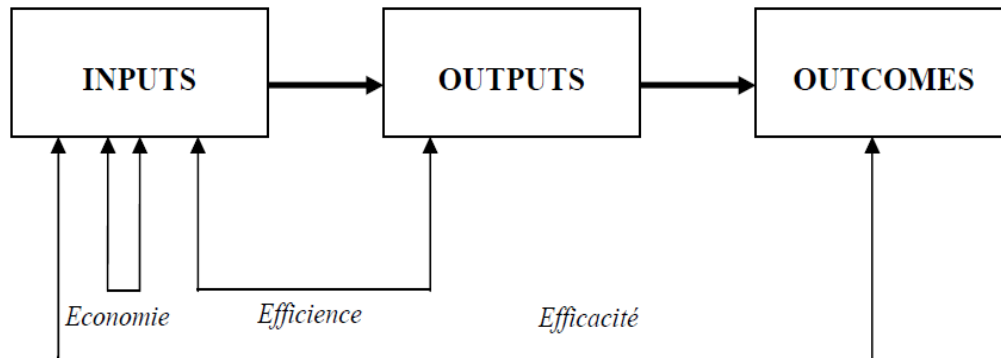 INPUTS
OUTPUTS
OUTCOMES
Economie
Efficience
Efficacité